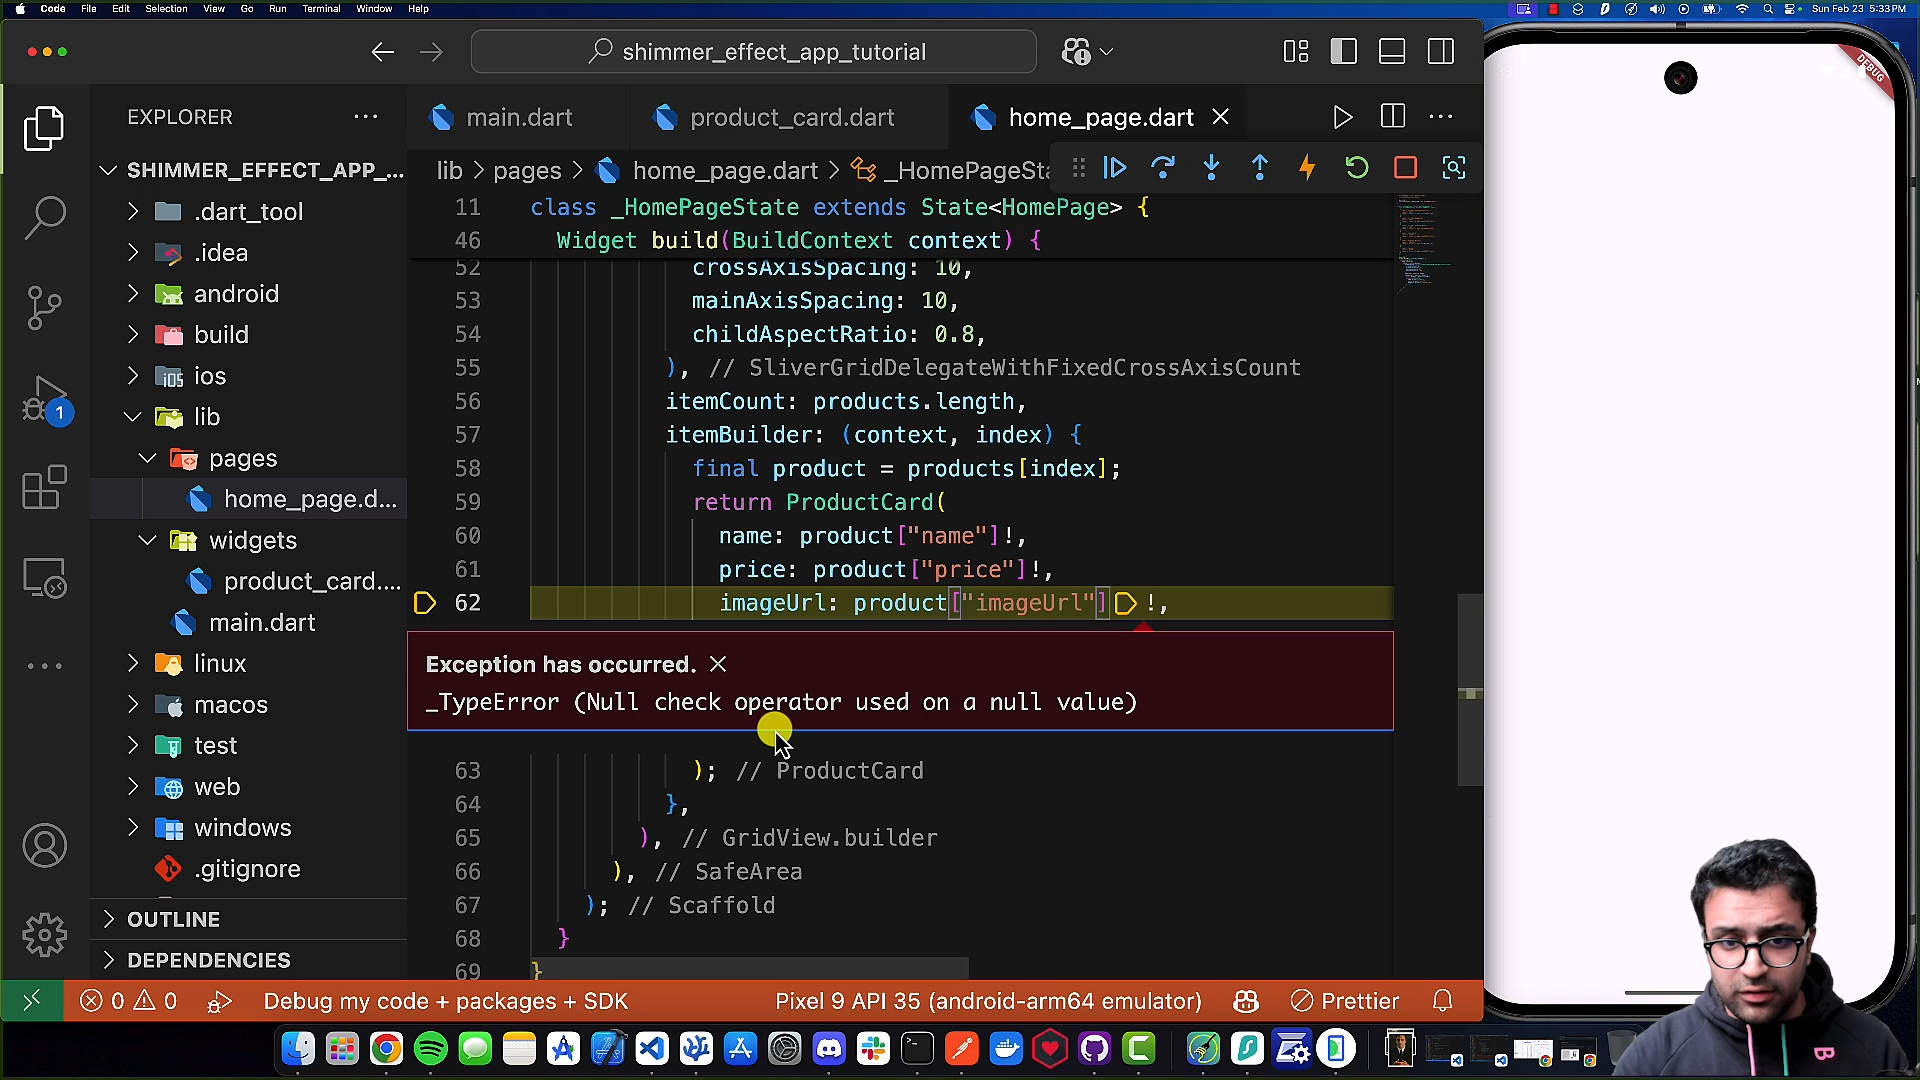 Code File Edit Selection View Go Run Terminal Window Help
Sun Feb 23 5:33 PM
shimmer_effect_app_tutorial
DEBUG
EXPLORER
main.dart
product_card.dart
home_page.dart
SHIMMER_EFFECT_APP_...
lib > pages > home_page.dart > _HomePageSta
.dart_tool
.idea
android
build
ios
lib
pages
home_page.d...
widgets
product_card....
main.dart
linux
macos
test
web
windows
.gitignore
OUTLINE
DEPENDENCIES
1
11 class _HomePageState extends State<HomePage> {
46 Widget build(BuildContext context) {
52 crossAxisSpacing: 10,
53 mainAxisSpacing: 10,
54 childAspectRatio: 0.8,
55 ), // SliverGridDelegateWithFixedCrossAxisCount
56 itemCount: products.length,
57 itemBuilder: (context, index) {
58 final product = products[index];
59 return ProductCard(
60 name: product["name"]!,
61 price: product["price"]!,
62 imageUrl: product["imageUrl"]!,
Exception has occurred.
_TypeError (Null check operator used on a null value)
63 ); // ProductCard
64 },
65 ), // GridView.builder
66 ), // SafeArea
67 ); // Scaffold
68 }
69 }
0 0 Debug my code + packages + SDK
Pixel 9 API 35 (android-arm64 emulator)
Prettier